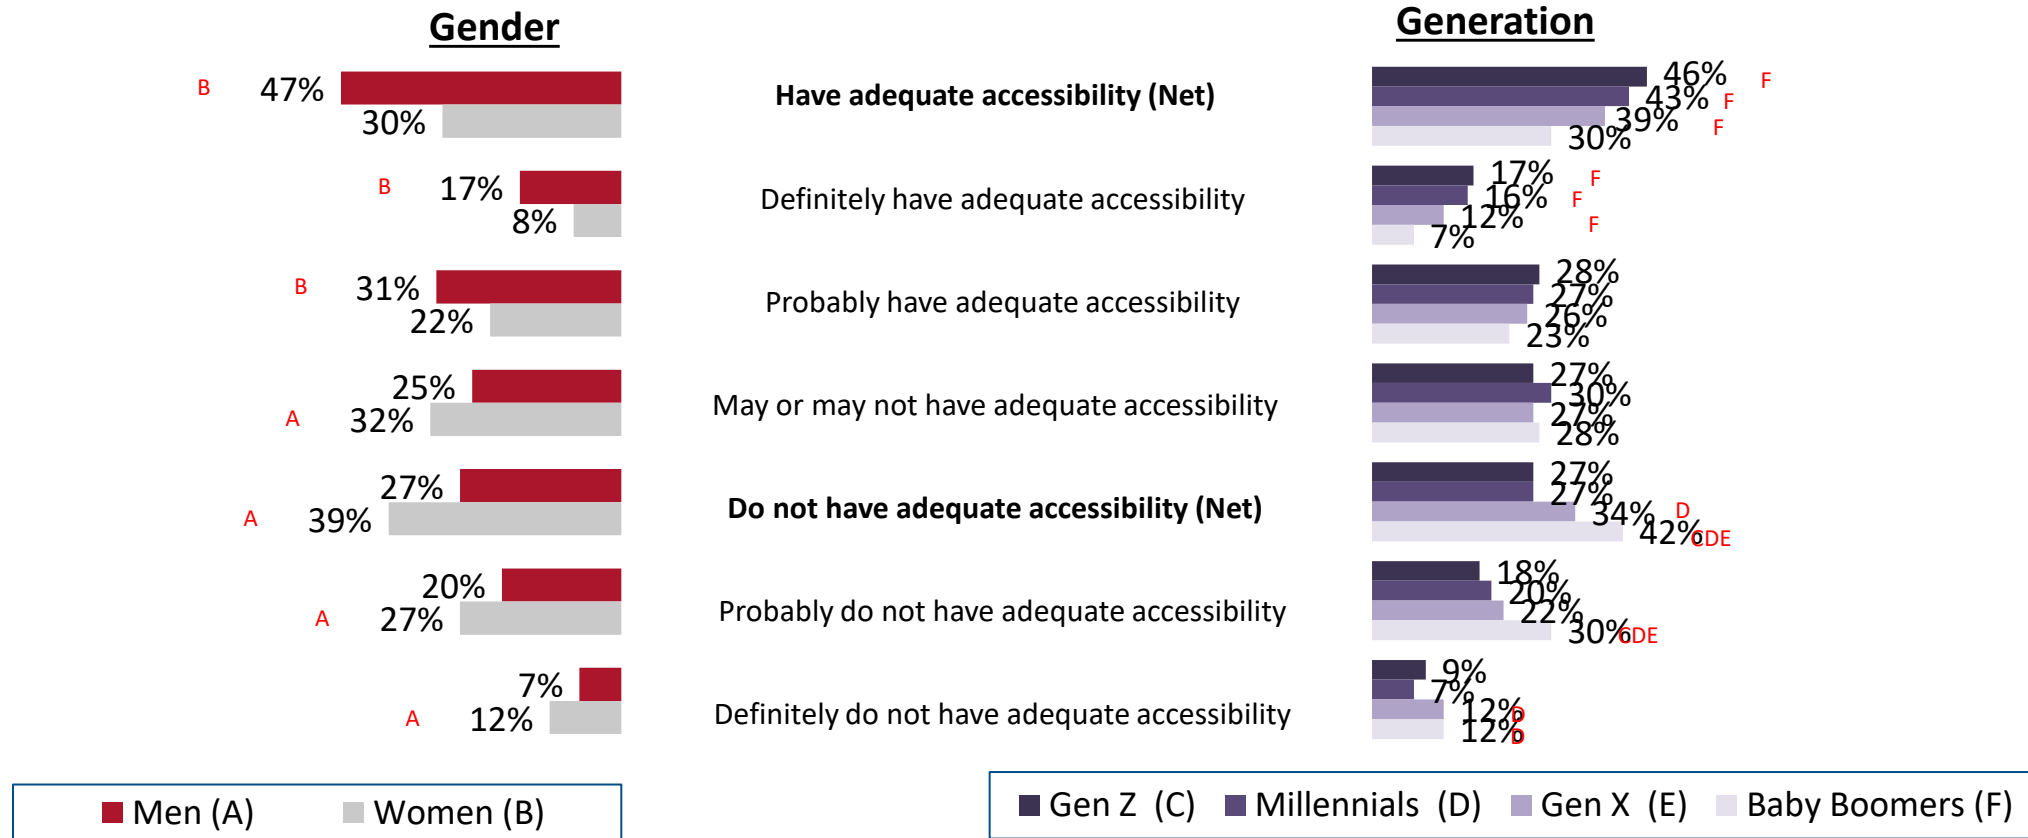 Gender
Generation
B 47% Have adequate accessibility (Net) 46% F
30% 43% F
39% F
30%
B 17% Definitely have adequate accessibility 17% F
8% 16% F
12% F
7%
B 31% Probably have adequate accessibility 28%
22% 27%
26%
23%
25% May or may not have adequate accessibility 27%
A 32% 30%
27%
28%
27% Do not have adequate accessibility (Net) 27%
A 39% 27%
34% D
42% CDE
20% Probably do not have adequate accessibility 18%
A 27% 20%
22%
30% CDE
7% Definitely do not have adequate accessibility 9%
A 12% 7%
12% D
12% D
Men (A) Women (B)
Gen Z (C) Millennials (D) Gen X (E) Baby Boomers (F)